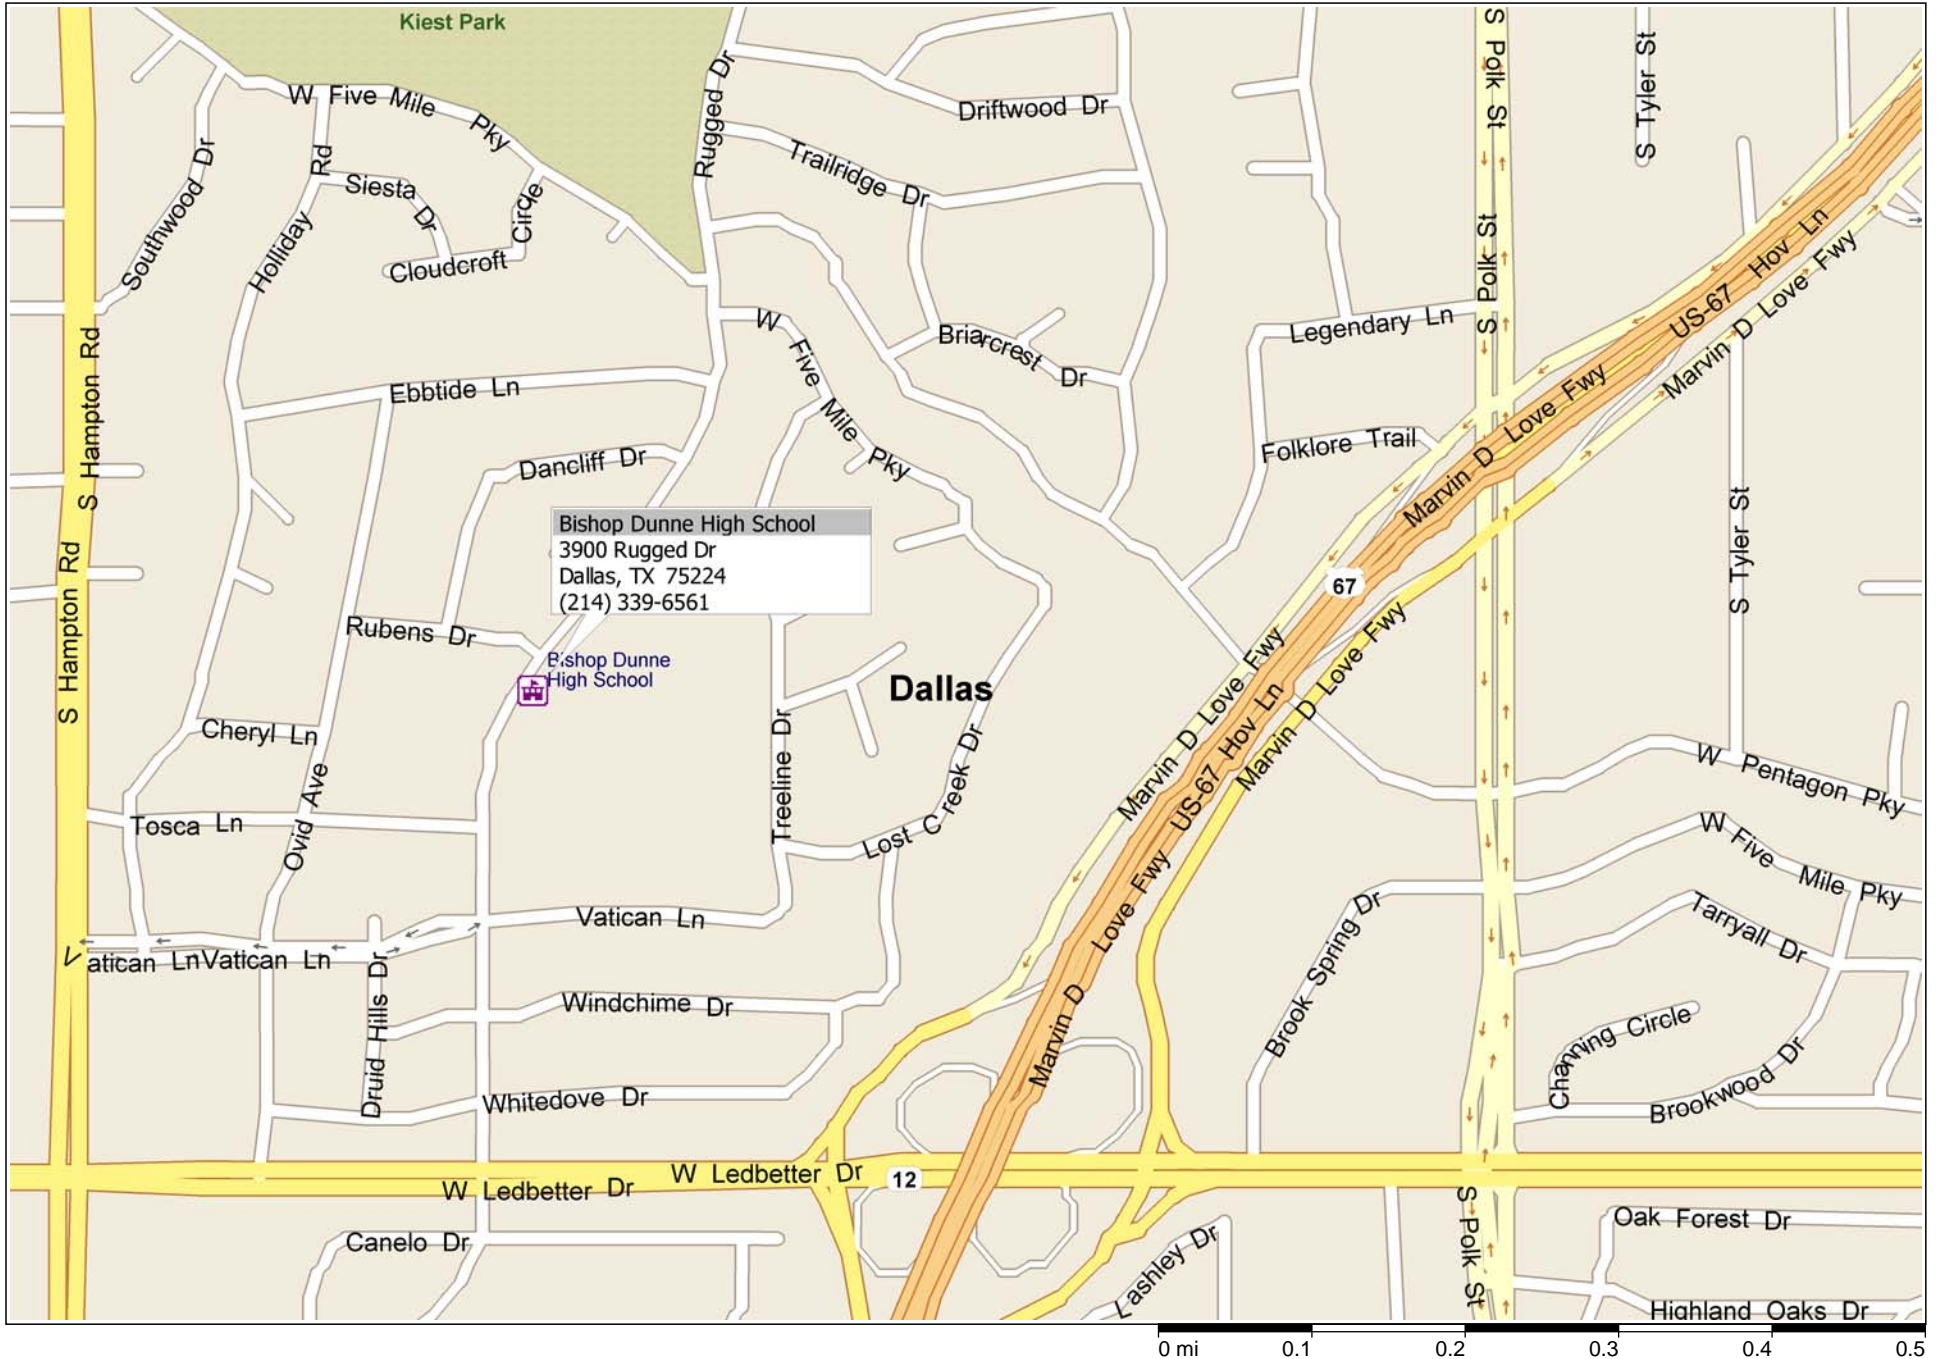 Kiest Park
S Polk St
S Tyler St
W Five Mile Pky
Rugged Dr
Driftwood Dr
Southwood Dr
Holliday Rd
Siesta Dr
Circle
Cloudcroft
Trailridge Dr
S Polk St
US-67 Hov Ln
Marvin D Love Fwy
S Hampton Rd
Ebbtide Ln
W Five Mile Pky
Briarcrest Dr
Legendary Ln
Marvin D Love Fwy
Dancliff Dr
Folklore Trail
S Hampton Rd
Bishop Dunne High School
3900 Rugged Dr
Dallas, TX 75224
(214) 339-6561
67
S Tyler St
Rubens Dr
Bishop Dunne
High School
Dallas
Marvin D Love Fwy
US-67 Hov Ln
Marvin D Love Fwy
Cheryl Ln
Ovid Ave
Treeline Dr
Lost Creek Dr
W Pentagon Pky
Tosca Ln
W Five Mile Pky
Vatican Ln
Vatican Ln
Vatican Ln
Marvin D Love Fwy
Brook Spring Dr
Tarryall Dr
Druid Hills Dr
Windchime Dr
Channing Circle
Whitedove Dr
Brookwood Dr
W Ledbetter Dr
W Ledbetter Dr
12
Canelo Dr
Lashley Dr
S Polk St
Oak Forest Dr
Highland Oaks Dr
0 mi 0.1 0.2 0.3 0.4 0.5